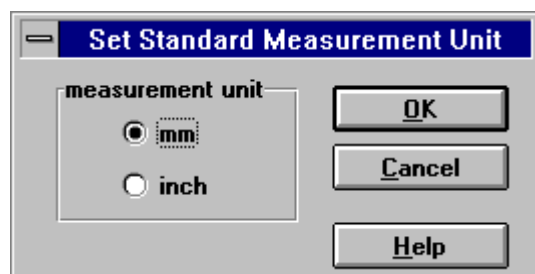 Set Standard Measurement Unit
measurement unit
mm
inch
OK
Cancel
Help